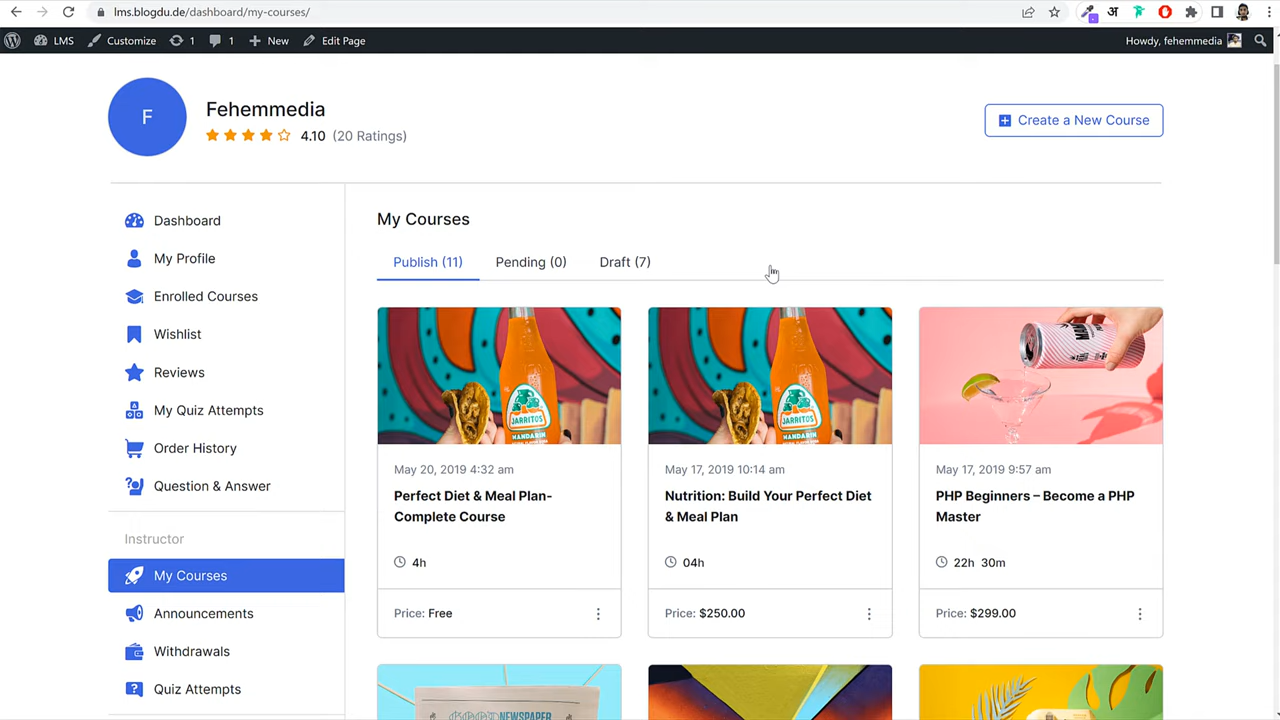 lms.blogdu.de/dashboard/my-courses/
अ
LMS Customize 1 1 New Edit Page Howdy, fehemmedia
F
Fehemmedia
4.10 (20 Ratings)
Create a New Course
Dashboard
My Profile
Enrolled Courses
Wishlist
Reviews
My Quiz Attempts
Order History
Question & Answer
Instructor
My Courses
Announcements
Withdrawals
Quiz Attempts
My Courses
Publish (11) Pending (0) Draft (7)
JARRITOS
MANDARIN
May 20, 2019 4:32 am
Perfect Diet & Meal Plan-
Complete Course
4h
Price: Free
JARRITOS
MANDARIN
May 17, 2019 10:14 am
Nutrition: Build Your Perfect Diet
& Meal Plan
04h
Price: $250.00
May 17, 2019 9:57 am
PHP Beginners – Become a PHP
Master
22h 30m
Price: $299.00
NEWSPAPER